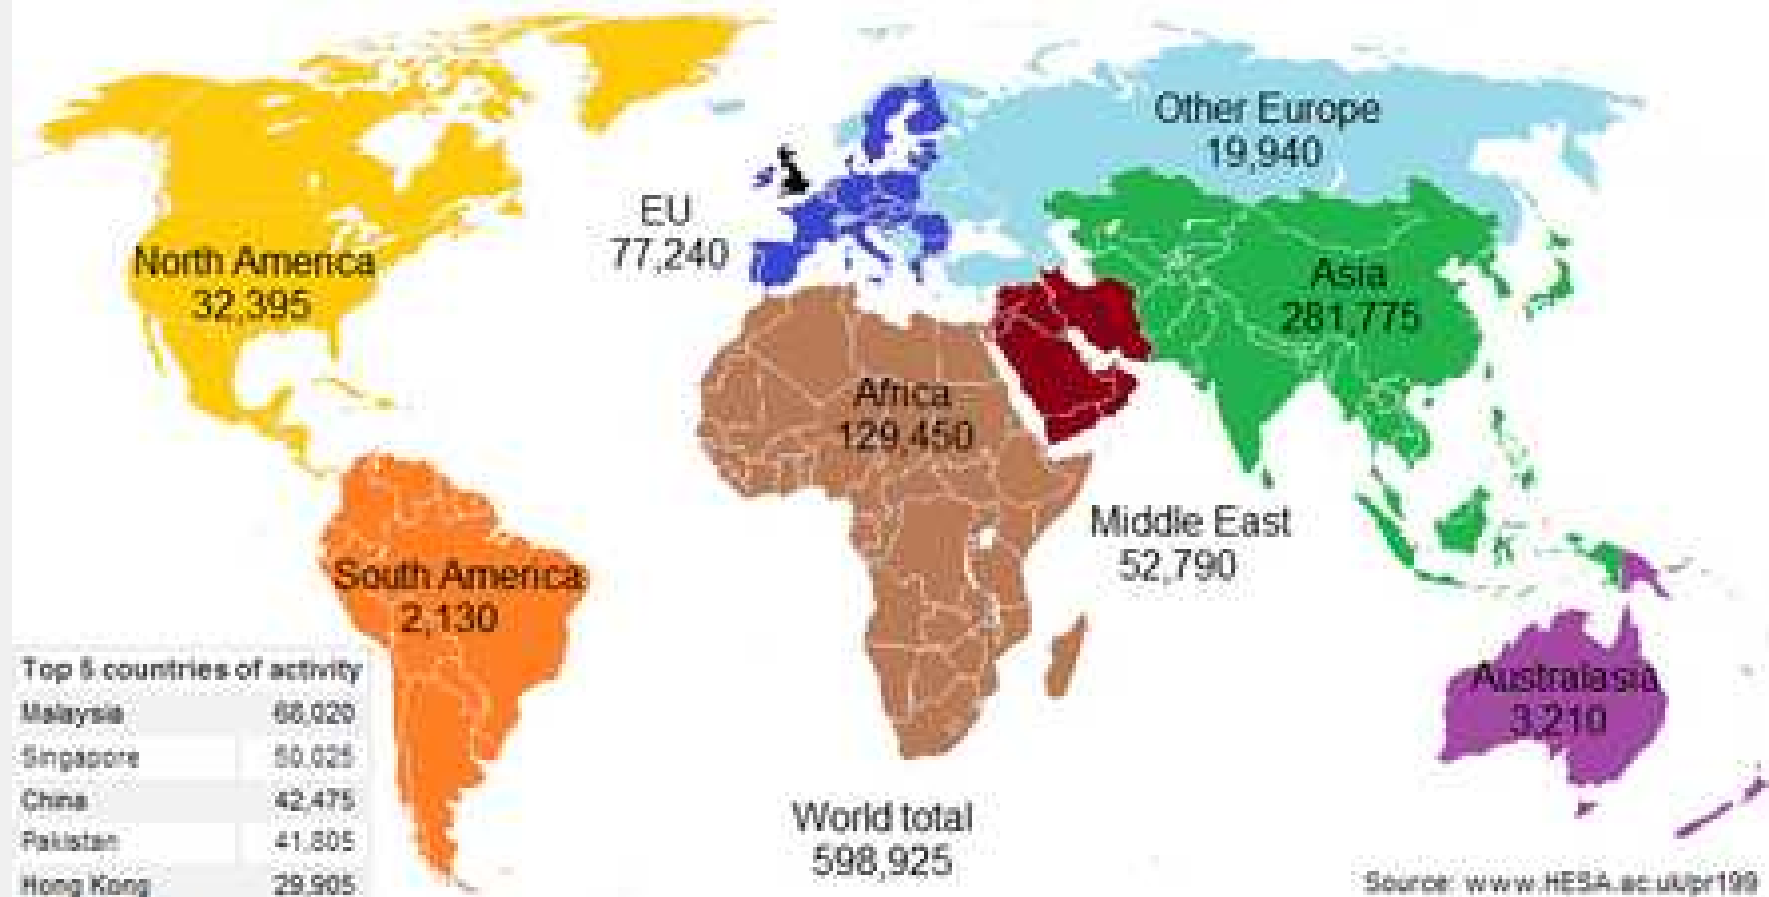 Other Europe
19,940
EU
77,240
North America
32,395
Asia
281,775
Africa
129,450
Middle East
52,790
South America
2,130
Australasia
3,210
Top 5 countries of activity
Malaysia 68,020
Singapore 50,025
China 42,475
Pakistan 41,805
Hong Kong 29,905
World total
598,925
Source: www.HESA.ac.uk/pr199